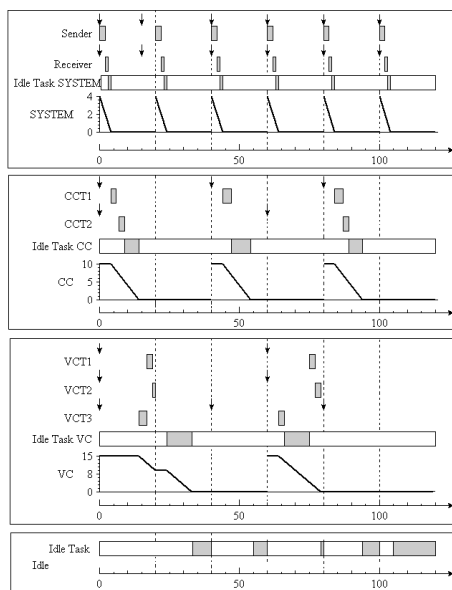 Sender
Receiver
Idle Task SYSTEM
4
2
SYSTEM
0
0 50 100
CCT1
CCT2
Idle Task CC
10
CC 5
0
0 50 100
VCT1
VCT2
VCT3
Idle Task VC
15
VC 8
0
0 50 100
Idle Task
Idle
0 50 100